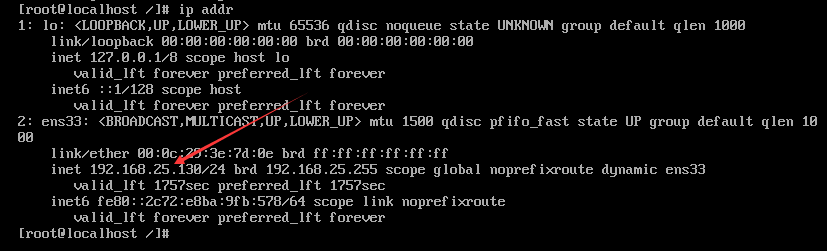 [root@localhost /]# ip addr
1: lo: <LOOPBACK,UP,LOWER_UP> mtu 65536 qdisc noqueue state UNKNOWN group default qlen 1000
    link/loopback 00:00:00:00:00:00 brd 00:00:00:00:00:00
    inet 127.0.0.1/8 scope host lo
       valid_lft forever preferred_lft forever
    inet6 ::1/128 scope host
       valid_lft forever preferred_lft forever
2: ens33: <BROADCAST,MULTICAST,UP,LOWER_UP> mtu 1500 qdisc pfifo_fast state UP group default qlen 10
00
    link/ether 00:0c:29:3e:7d:0e brd ff:ff:ff:ff:ff:ff
    inet 192.168.25.130/24 brd 192.168.25.255 scope global noprefixroute dynamic ens33
       valid_lft 1757sec preferred_lft 1757sec
    inet6 fe80::2c72:e8ba:9fb:578/64 scope link noprefixroute
       valid_lft forever preferred_lft forever
[root@localhost /]#